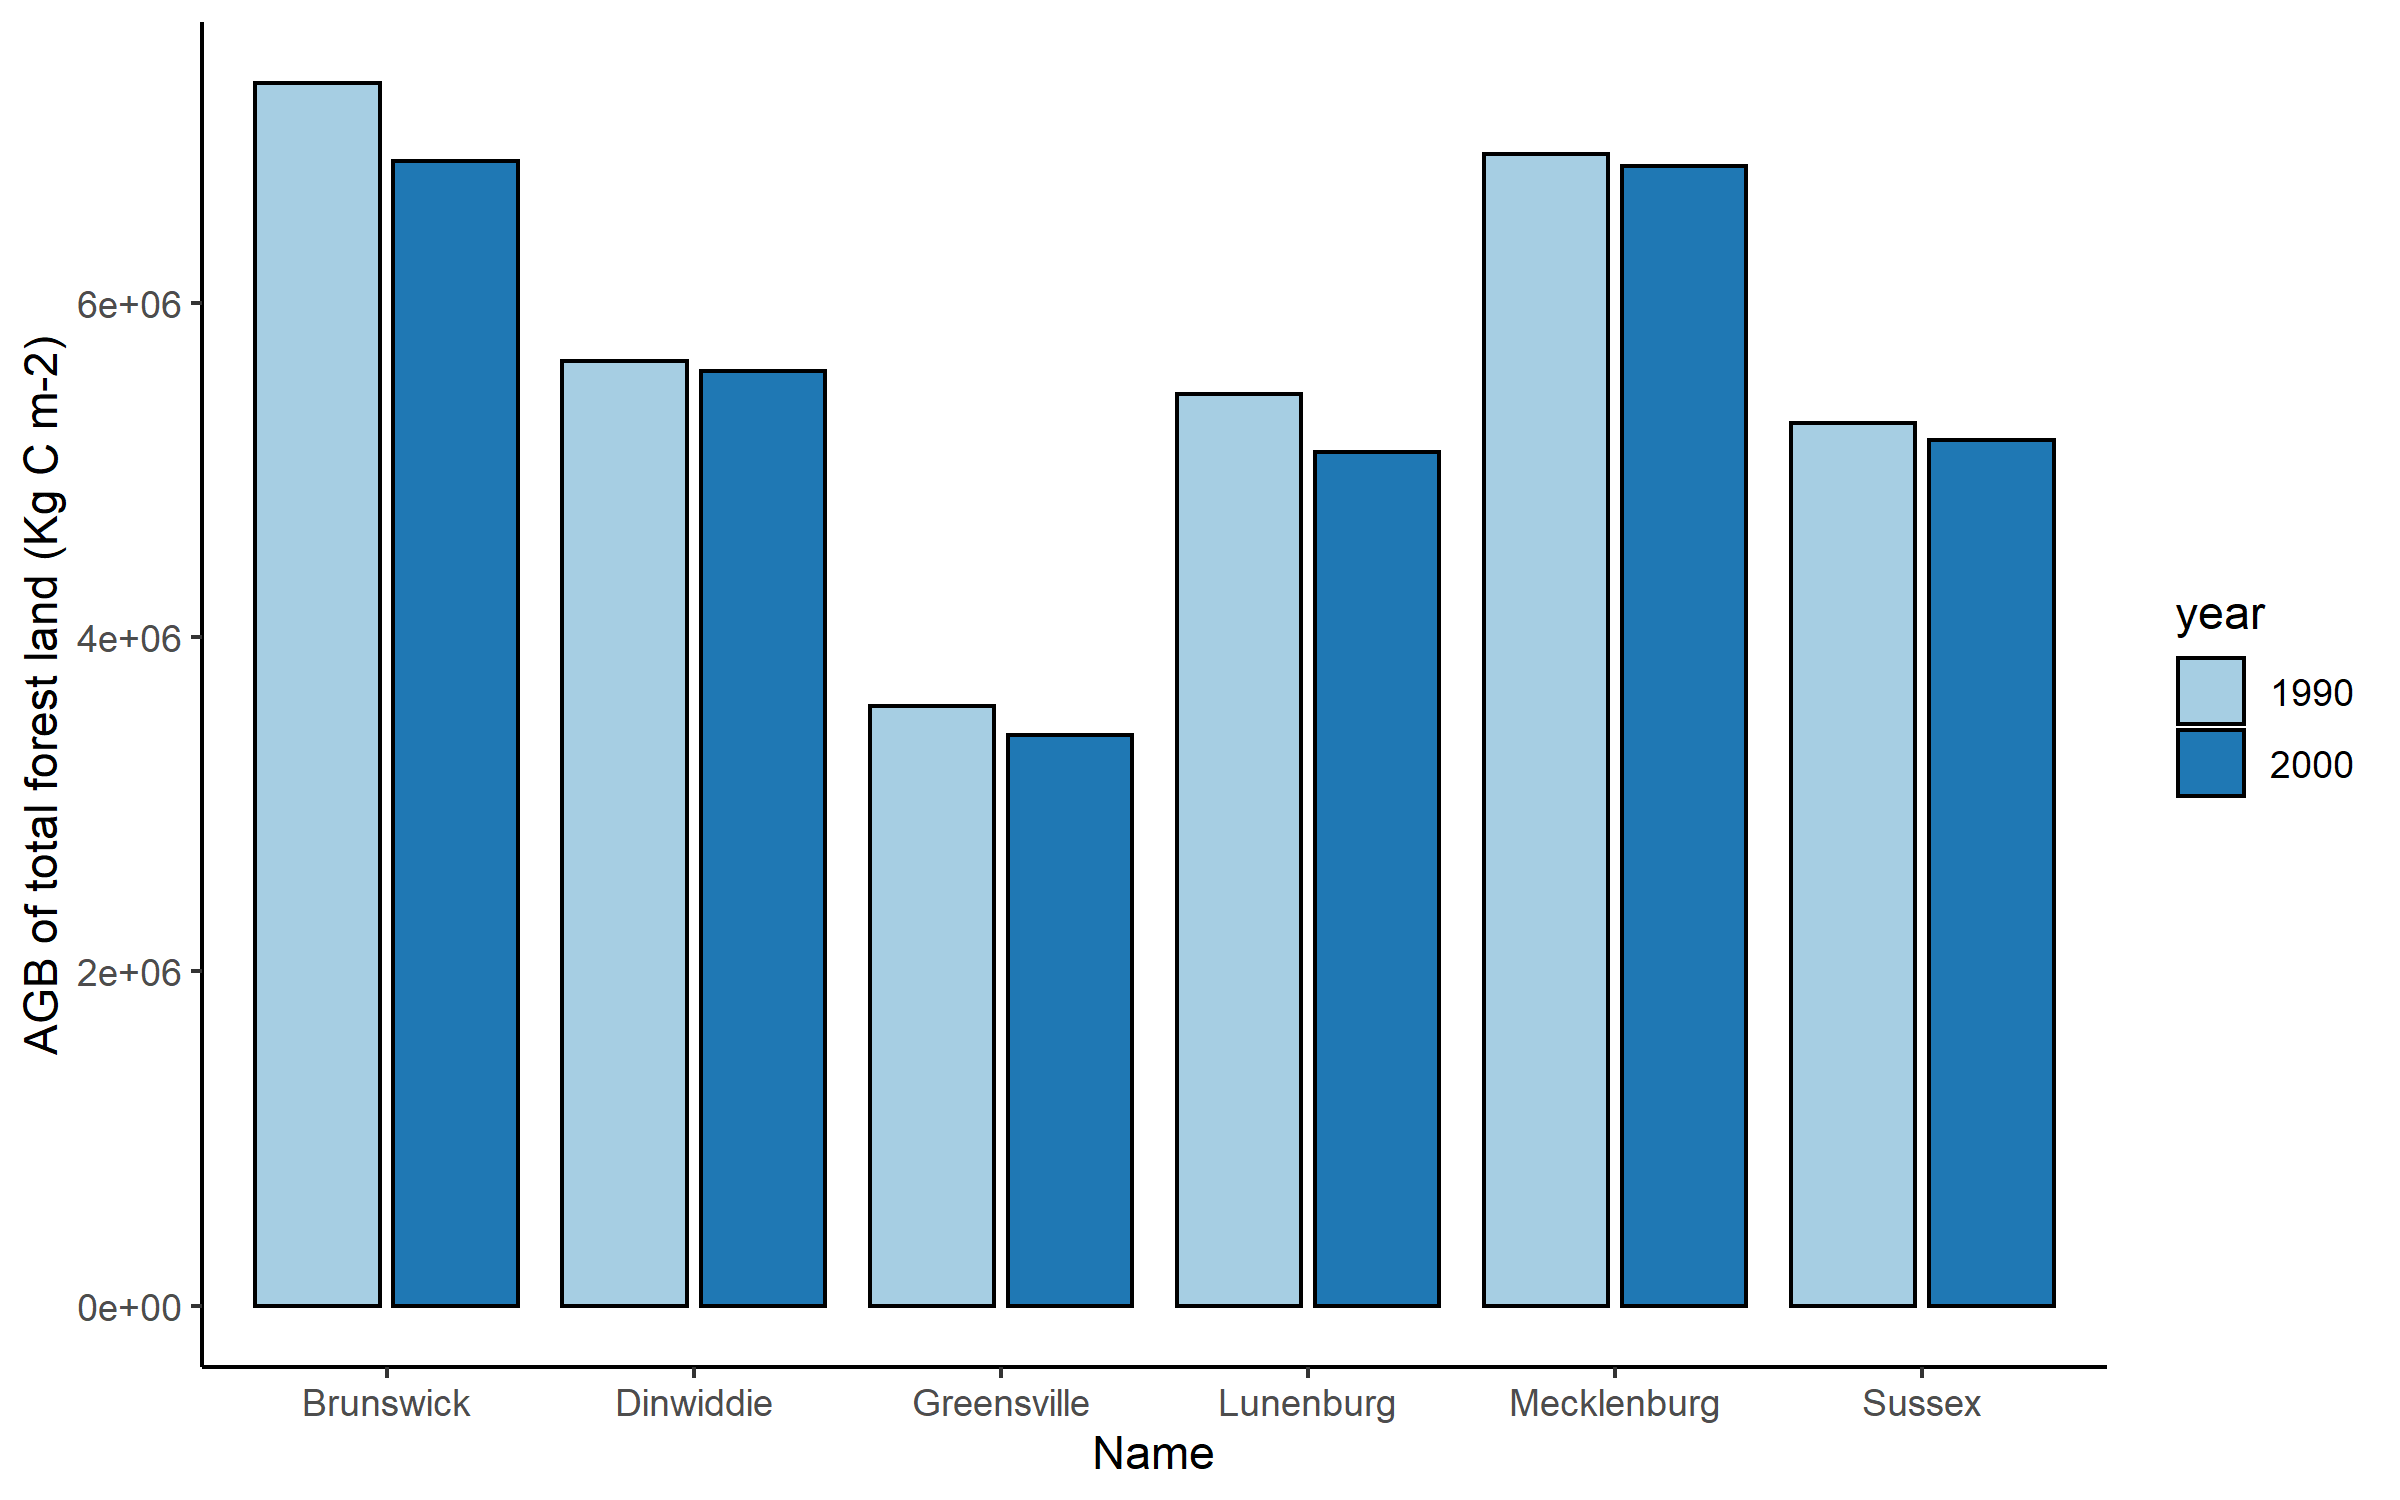 AGB of total forest land (Kg C m-2)
6e+06
4e+06
2e+06
0e+00
Brunswick
Dinwiddie
Greensville
Lunenburg
Mecklenburg
Sussex
Name
year
1990
2000